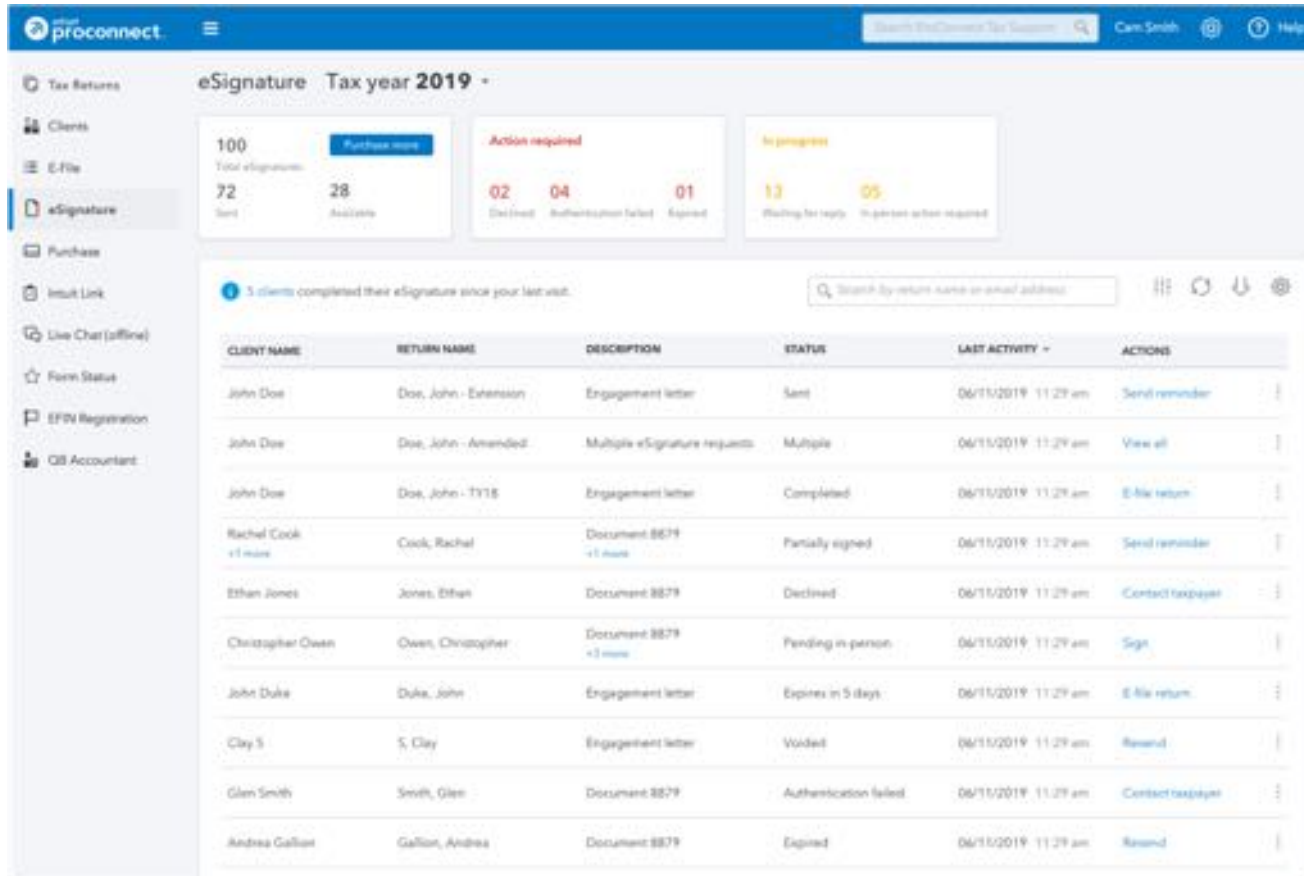 intuit
proconnect.
Search ProConnect Tax Support
Cam Smith
Help
Tax Returns
Clients
E-File
eSignature
Purchase
Intuit Link
Live Chat (offline)
Form Status
EFIN Registration
QB Accountant
eSignature Tax year 2019
100 Purchase more
Total eSignatures
72 28
Sent Available
Action required
02 04 01
Declined Authentication failed Expired
In progress
13 05
Waiting for reply In-person action required
5 clients completed their eSignature since your last visit.
Search by return name or email address
CLIENT NAME RETURN NAME DESCRIPTION STATUS LAST ACTIVITY ACTIONS
John Doe Doe, John - Extension Engagement letter Sent 06/11/2019 11:29 am Send reminder
John Doe Doe, John - Amended Multiple eSignature requests Multiple 06/11/2019 11:29 am View all
John Doe Doe, John - TY18 Engagement letter Completed 06/11/2019 11:29 am E-file return
Rachel Cook Cook, Rachel Document 8879 Partially signed 06/11/2019 11:29 am Send reminder
+1 more +1 more
Ethan Jones Jones, Ethan Document 8879 Declined 06/11/2019 11:29 am Contact taxpayer
Christopher Owen Owen, Christopher Document 8879 Pending in-person 06/11/2019 11:29 am Sign
+3 more
John Duke Duke, John Engagement letter Expires in 5 days 06/11/2019 11:29 am E-file return
Clay S S, Clay Engagement letter Voided 06/11/2019 11:29 am Resend
Glen Smith Smith, Glen Document 8879 Authentication failed 06/11/2019 11:29 am Contact taxpayer
Andrea Gallion Gallion, Andrea Document 8879 Expired 06/11/2019 11:29 am Resend